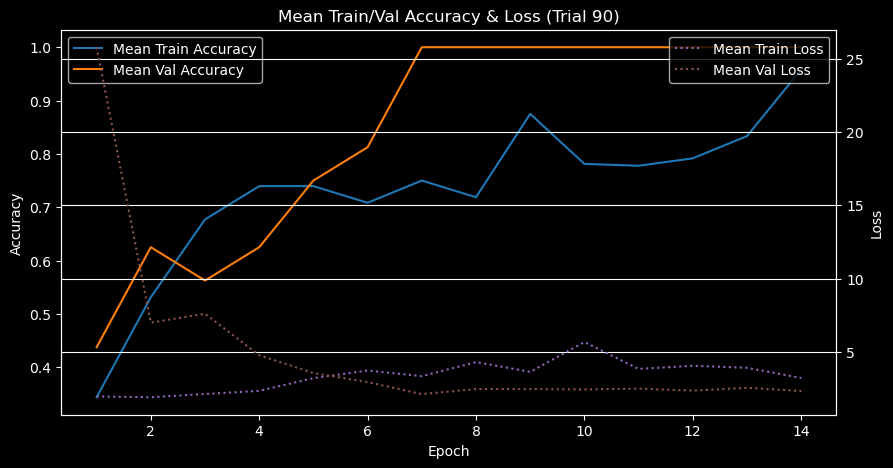 Mean Train/Val Accuracy & Loss (Trial 90)
Mean Train Accuracy
Mean Val Accuracy
Mean Train Loss
Mean Val Loss
1.0
0.9
0.8
0.7
0.6
0.5
0.4
Accuracy
25
20
15
10
5
Loss
2
4
6
8
10
12
14
Epoch